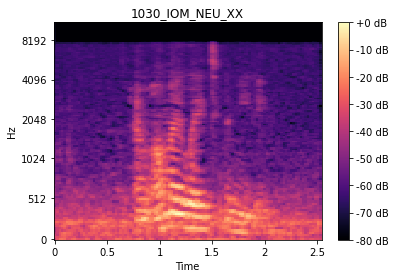 1030_IOM_NEU_XX
+0 dB
8192
-10 dB
4096
-20 dB
-30 dB
2048
Hz
-40 dB
1024
-50 dB
512
-60 dB
-70 dB
0
-80 dB
0 0.5 1 1.5 2 2.5
Time